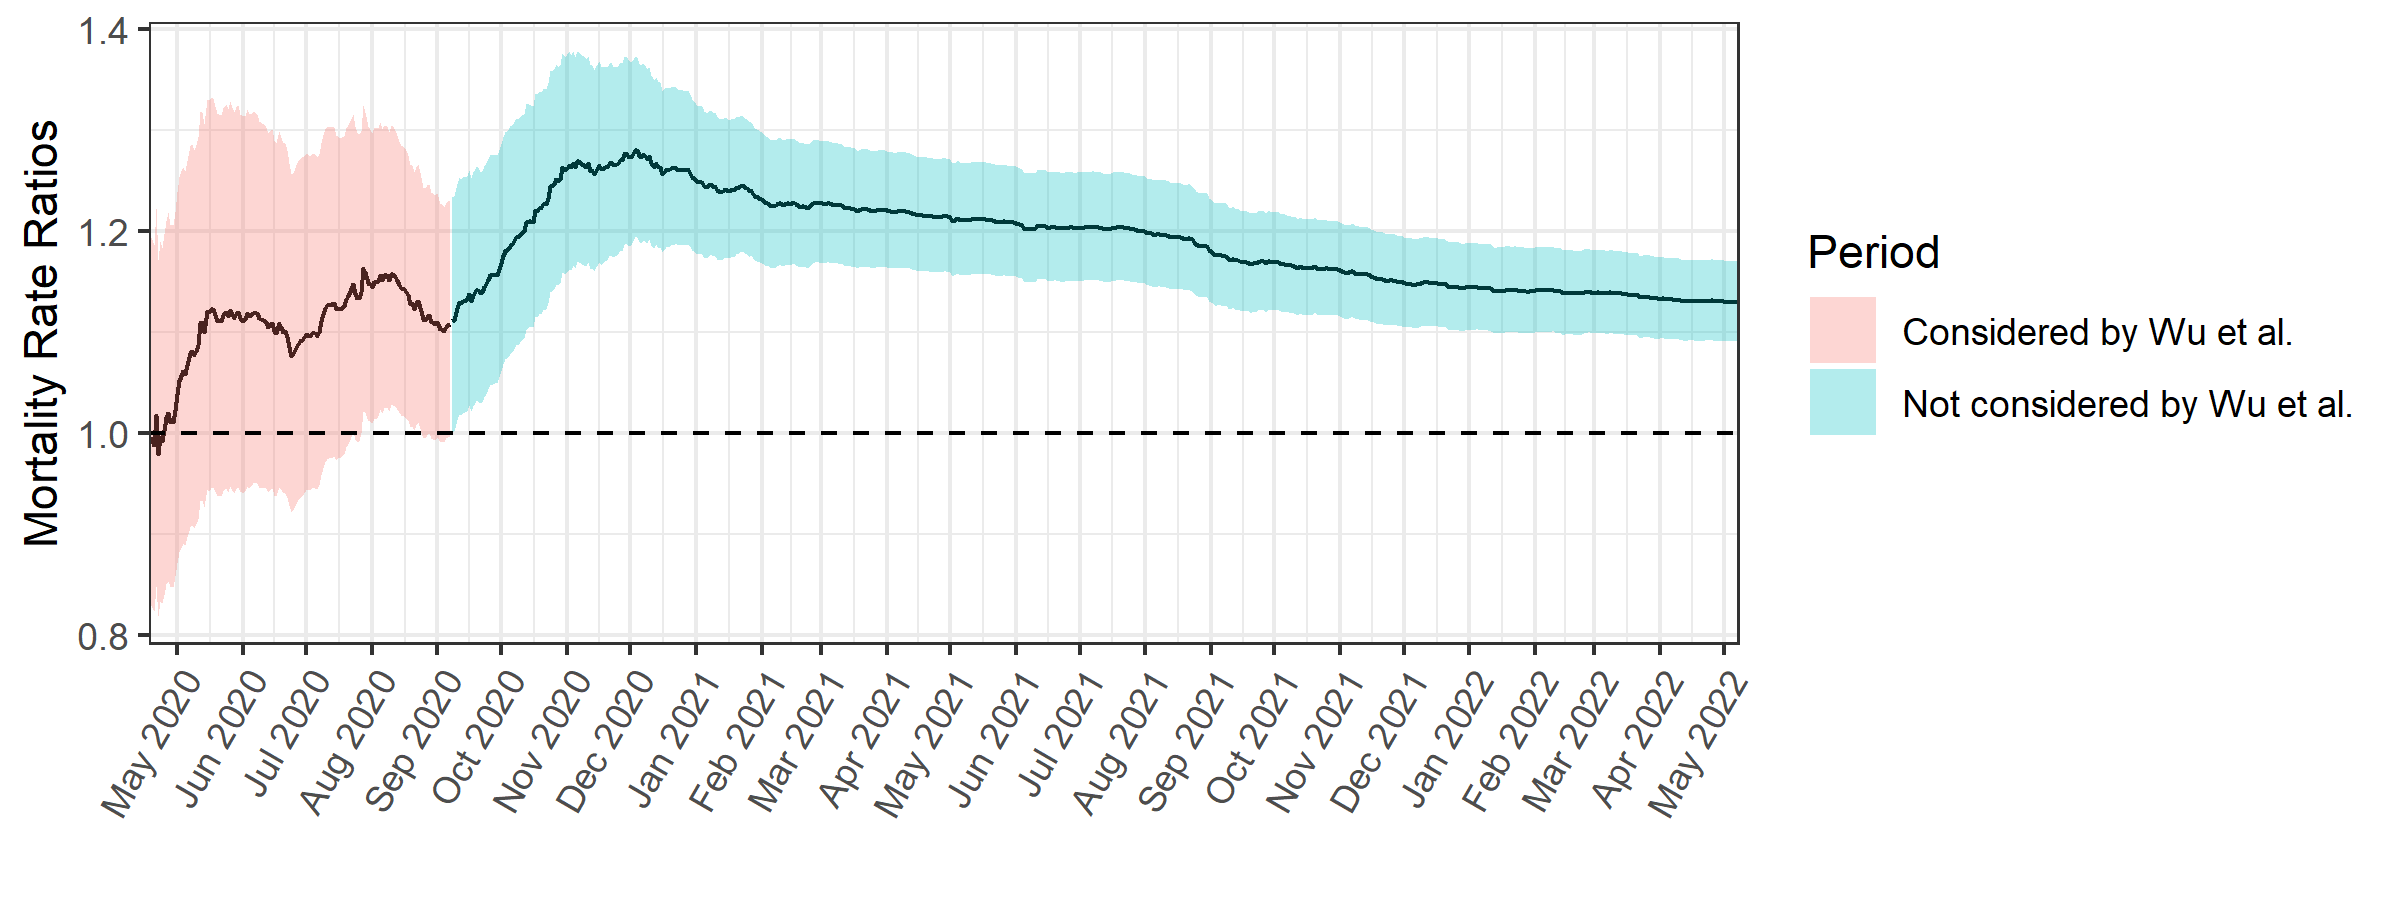 Mortality Rate Ratios
1.4
1.2
1.0
0.8
May 2020
Jun 2020
Jul 2020
Aug 2020
Sep 2020
Oct 2020
Nov 2020
Dec 2020
Jan 2021
Feb 2021
Mar 2021
Apr 2021
May 2021
Jun 2021
Jul 2021
Aug 2021
Sep 2021
Oct 2021
Nov 2021
Dec 2021
Jan 2022
Feb 2022
Mar 2022
Apr 2022
May 2022
Period
Considered by Wu et al.
Not considered by Wu et al.